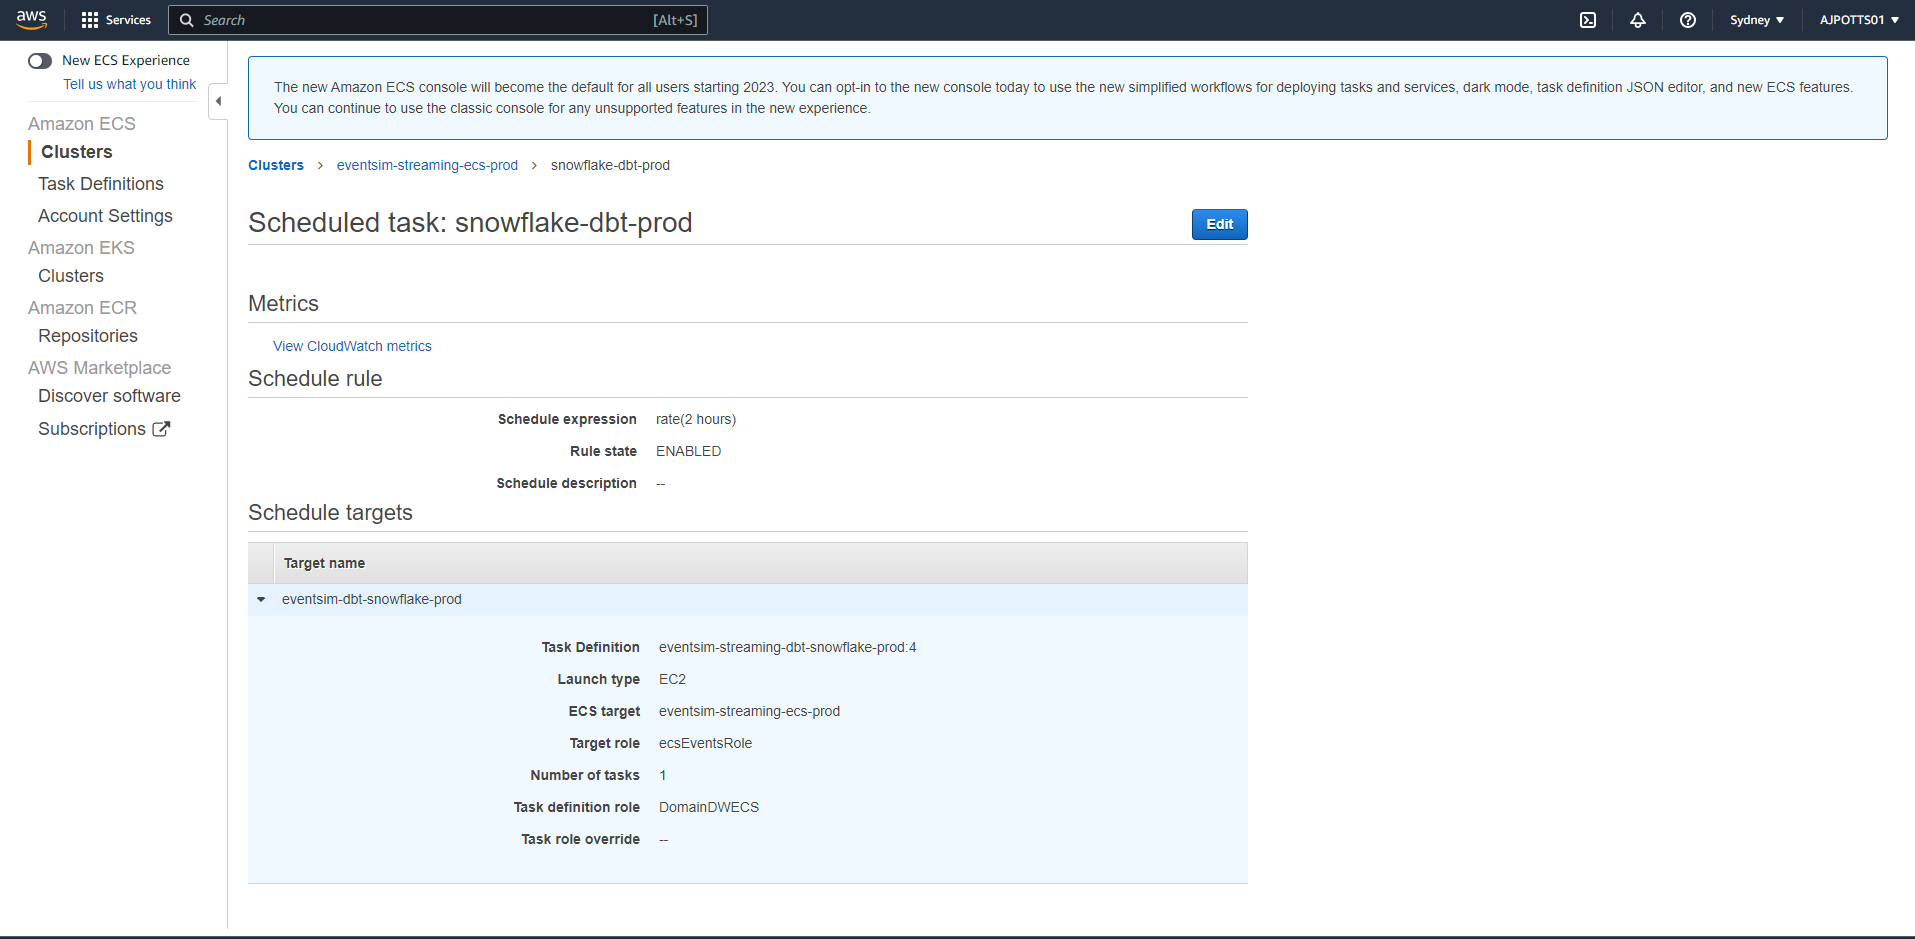 aws Services Search [Alt+S] Sydney ▼ AJPOTTS01 ▼
New ECS Experience
Tell us what you think
Amazon ECS
Clusters
Task Definitions
Account Settings
Amazon EKS
Clusters
Amazon ECR
Repositories
AWS Marketplace
Discover software
Subscriptions
The new Amazon ECS console will become the default for all users starting 2023. You can opt-in to the new console today to use the new simplified workflows for deploying tasks and services, dark mode, task definition JSON editor, and new ECS features.
You can continue to use the classic console for any unsupported features in the new experience.
Clusters > eventsim-streaming-ecs-prod > snowflake-dbt-prod
Scheduled task: snowflake-dbt-prod Edit
Metrics
View CloudWatch metrics
Schedule rule
Schedule expression rate(2 hours)
Rule state ENABLED
Schedule description --
Schedule targets
Target name
eventsim-dbt-snowflake-prod
Task Definition eventsim-streaming-dbt-snowflake-prod:4
Launch type EC2
ECS target eventsim-streaming-ecs-prod
Target role ecsEventsRole
Number of tasks 1
Task definition role DomainDWECS
Task role override --